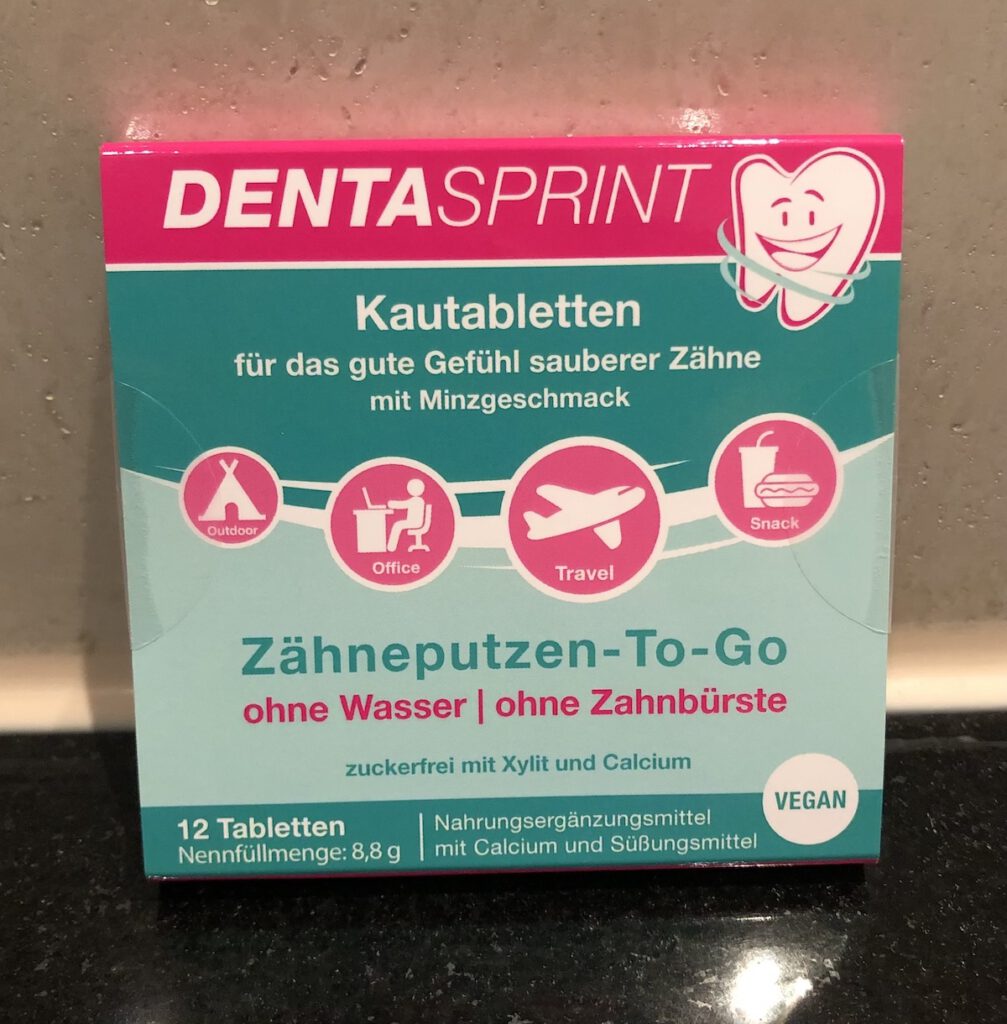 DENTASPRINT
Kautabletten
für das gute Gefühl sauberer Zähne
mit Minzgeschmack
Outdoor
Office
Travel
Snack
Zähneputzen-To-Go
ohne Wasser | ohne Zahnbürste
zuckerfrei mit Xylit und Calcium
VEGAN
12 Tabletten
Nennfüllmenge: 8,8 g
Nahrungsergänzungsmittel
mit Calcium und Süßungsmittel